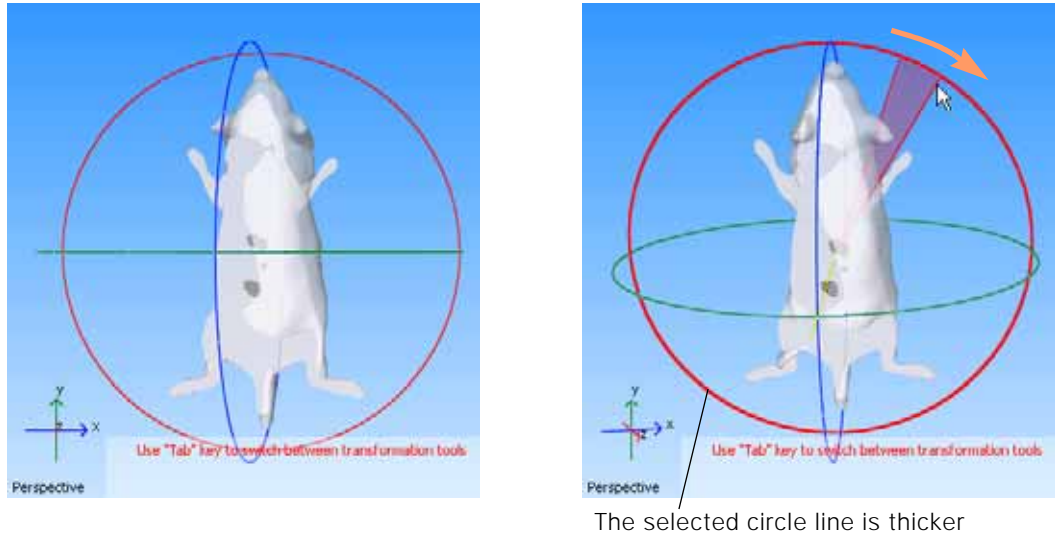 y
z
x
Use "Tab" key to switch between transformation tools
Perspective
y
z
x
Use "Tab" key to switch between transformation tools
Perspective
The selected circle line is thicker